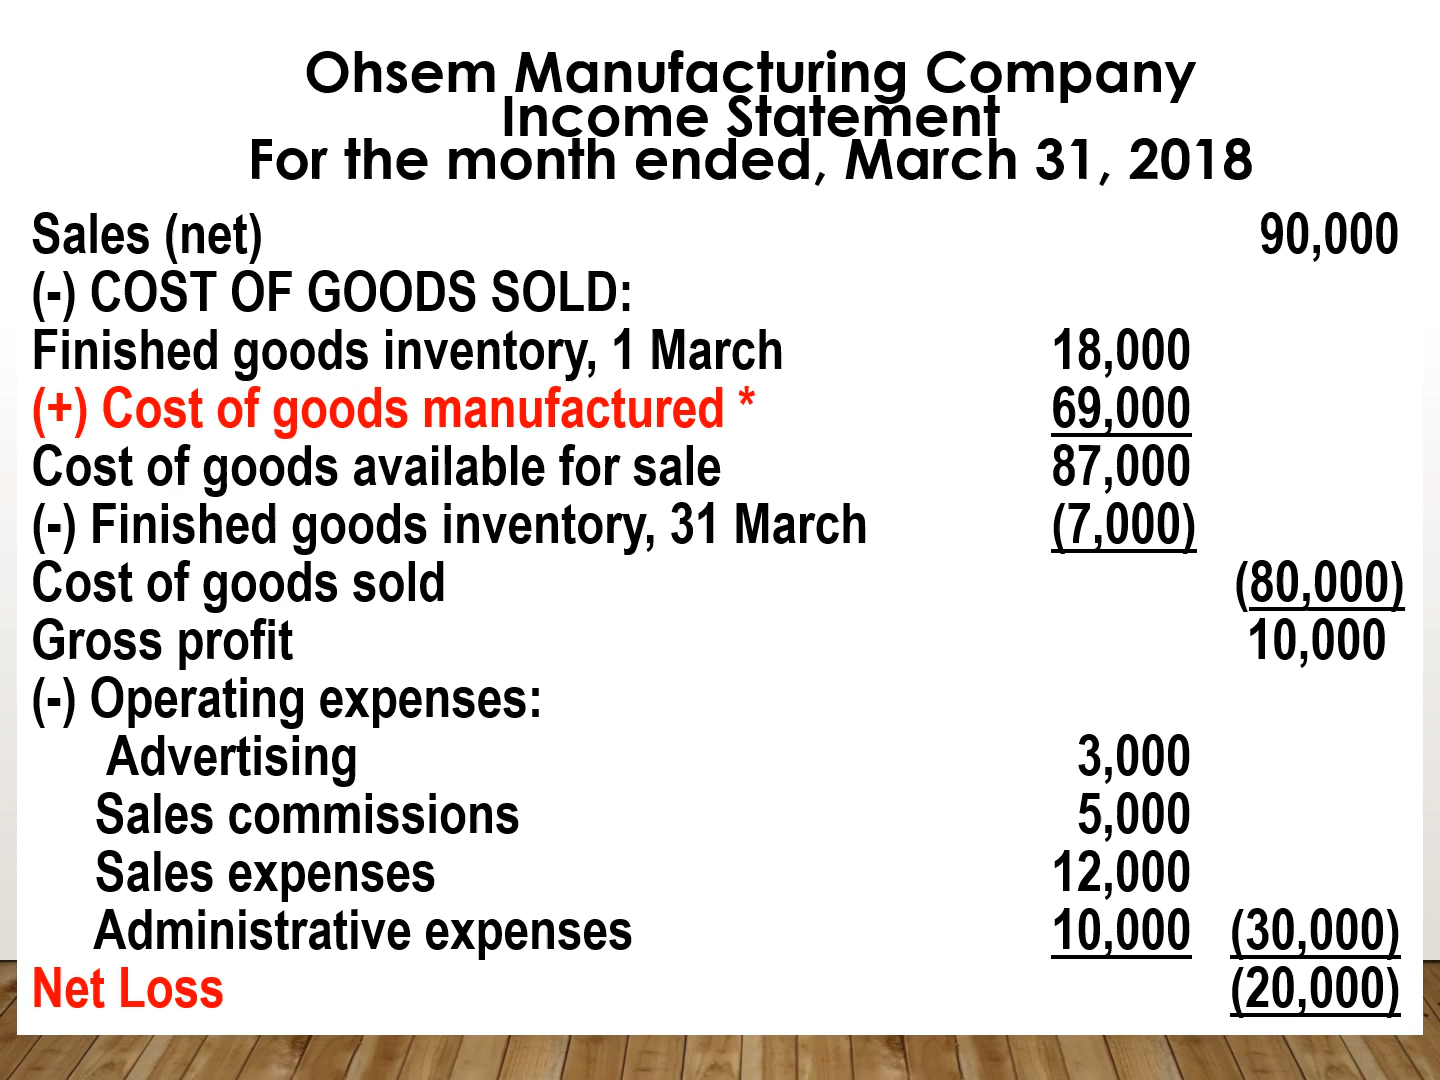 Ohsem Manufacturing Company
Income Statement
For the month ended, March 31, 2018
Sales (net) 90,000
(-) COST OF GOODS SOLD:
Finished goods inventory, 1 March 18,000
(+) Cost of goods manufactured * 69,000
Cost of goods available for sale 87,000
(-) Finished goods inventory, 31 March (7,000)
Cost of goods sold (80,000)
Gross profit 10,000
(-) Operating expenses:
Advertising 3,000
Sales commissions 5,000
Sales expenses 12,000
Administrative expenses 10,000 (30,000)
Net Loss (20,000)